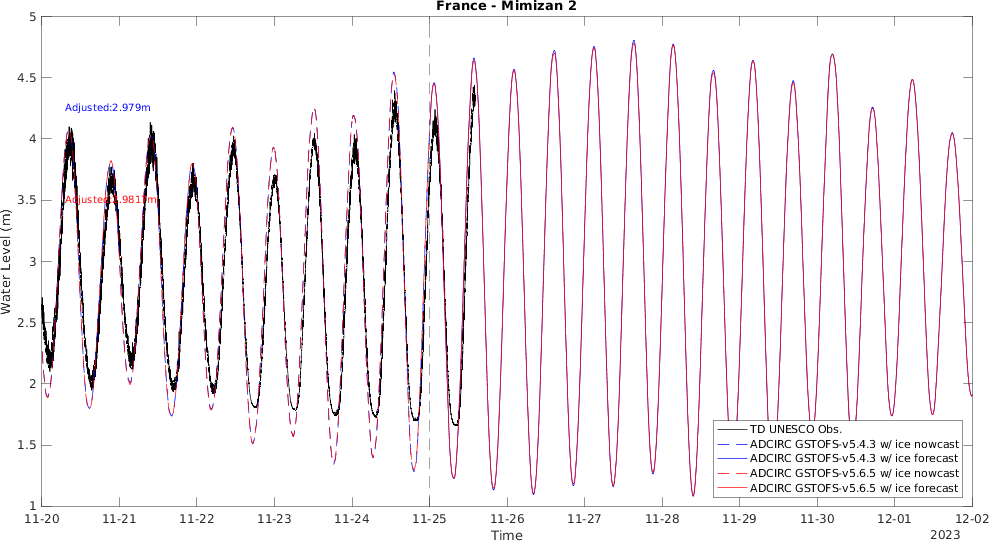 France - Mimizan 2
Water Level (m)
5
4.5
4
3.5
3
2.5
2
1.5
1
Adjusted:2.979m
TD UNESCO Obs.
ADCIRC GSTOFS-v5.4.3 w/ ice nowcast
ADCIRC GSTOFS-v5.4.3 w/ ice forecast
ADCIRC GSTOFS-v5.6.5 w/ ice nowcast
ADCIRC GSTOFS-v5.6.5 w/ ice forecast
11-20 11-21 11-22 11-23 11-24 11-25 11-26 11-27 11-28 11-29 11-30 12-01 12-02
Time
2023